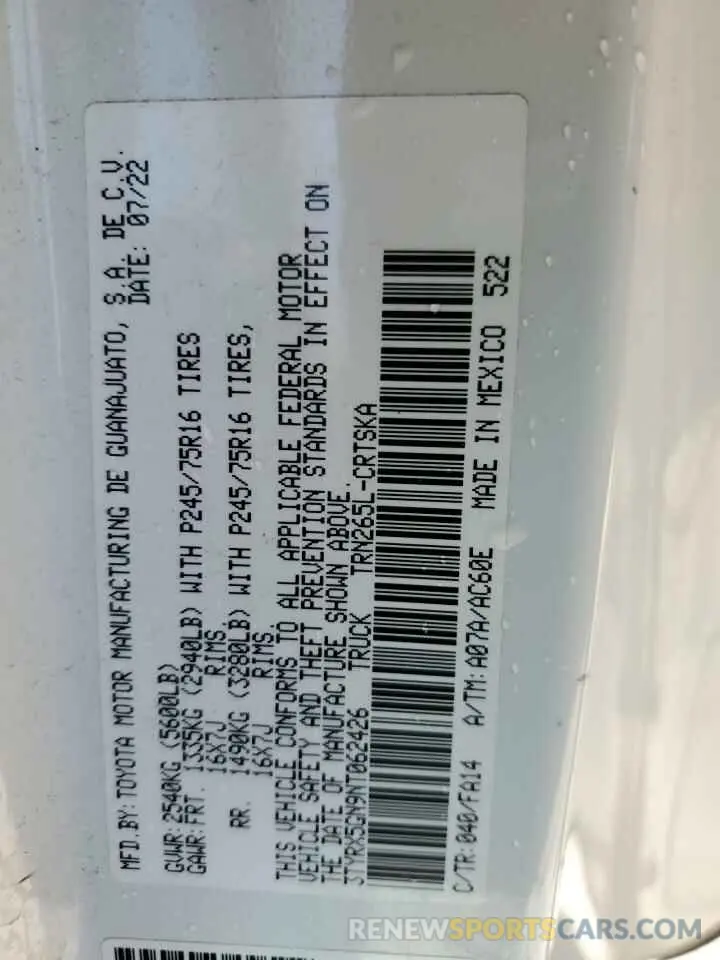 MFD.BY: TOYOTA MOTOR MANUFACTURING DE GUANAJUATO, S.A. DE C.V.
DATE: 07/22
GVWR: 2540KG (5600LB)
GAWR: FRT. 1335KG (2940LB) WITH P245/75R16 TIRES
16X7J RIMS,
RR. 1490KG (3280LB) WITH P245/75R16 TIRES,
16X7J RIMS.
THIS VEHICLE CONFORMS TO ALL APPLICABLE FEDERAL MOTOR
VEHICLE SAFETY AND THEFT PREVENTION STANDARDS IN EFFECT ON
THE DATE OF MANUFACTURE SHOWN ABOVE.
3TYRX5GN9NT062426 TRUCK TRN265L-CRTSKA
C/TR: 040/FA14 A/TM: A07A/AC60E MADE IN MEXICO 522
RENEWSPORTSCARS.COM